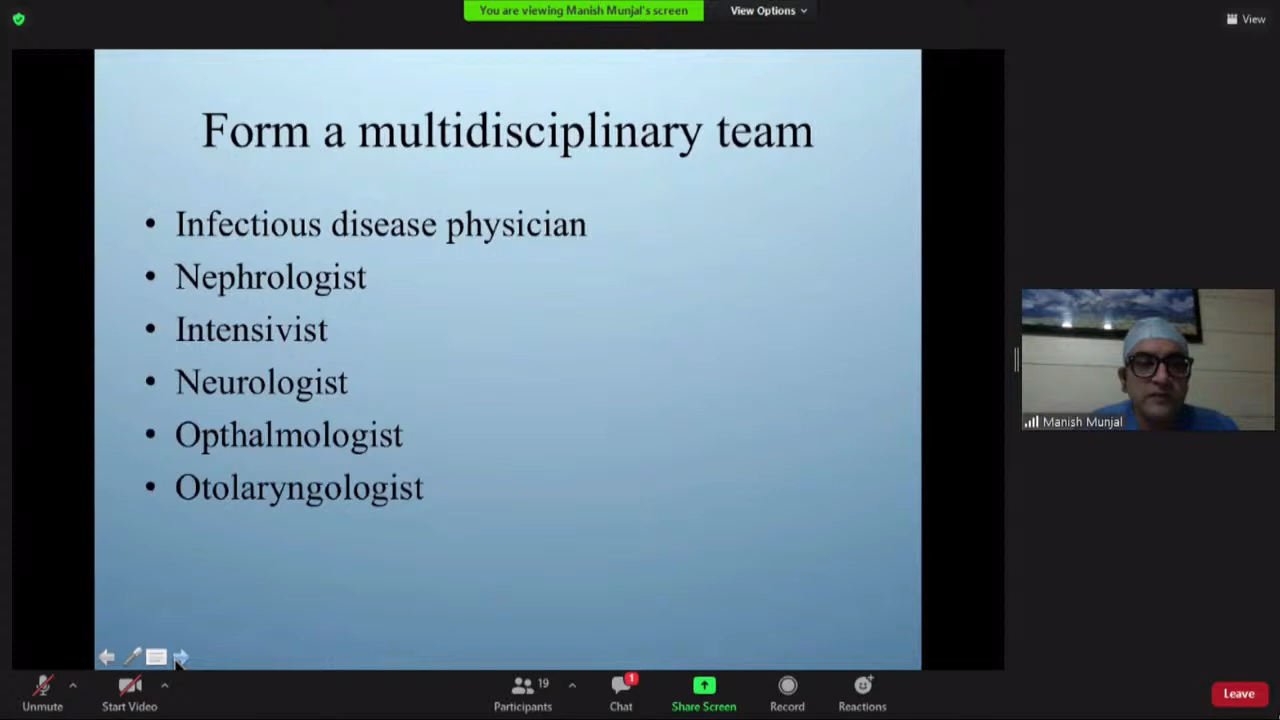 You are viewing Manish Munjal's screen
View Options
View
Form a multidisciplinary team
• Infectious disease physician
• Nephrologist
• Intensivist
• Neurologist
• Opthalmologist
• Otolaryngologist
Manish Munjal
Unmute
Start Video
19
Participants
1
Chat
Share Screen
Record
Reactions
Leave